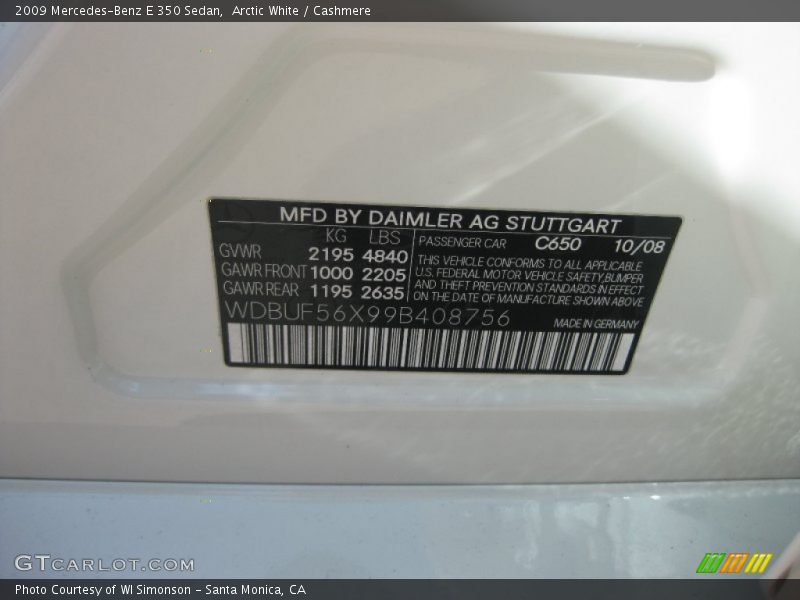 2009 Mercedes-Benz E 350 Sedan,  Arctic White / Cashmere
MFD BY DAIMLER AG STUTTGART
KG LBS
GVWR 2195 4840
GAWR FRONT 1000 2205
GAWR REAR 1195 2635
PASSENGER CAR C650 10/08
THIS VEHICLE CONFORMS TO ALL APPLICABLE
U.S. FEDERAL MOTOR VEHICLE SAFETY, BUMPER
AND THEFT PREVENTION STANDARDS IN EFFECT
ON THE DATE OF MANUFACTURE SHOWN ABOVE
WDBUF56X99B408756
MADE IN GERMANY
GTCARLOT.COM
Photo Courtesy of WI Simonson - Santa Monica, CA